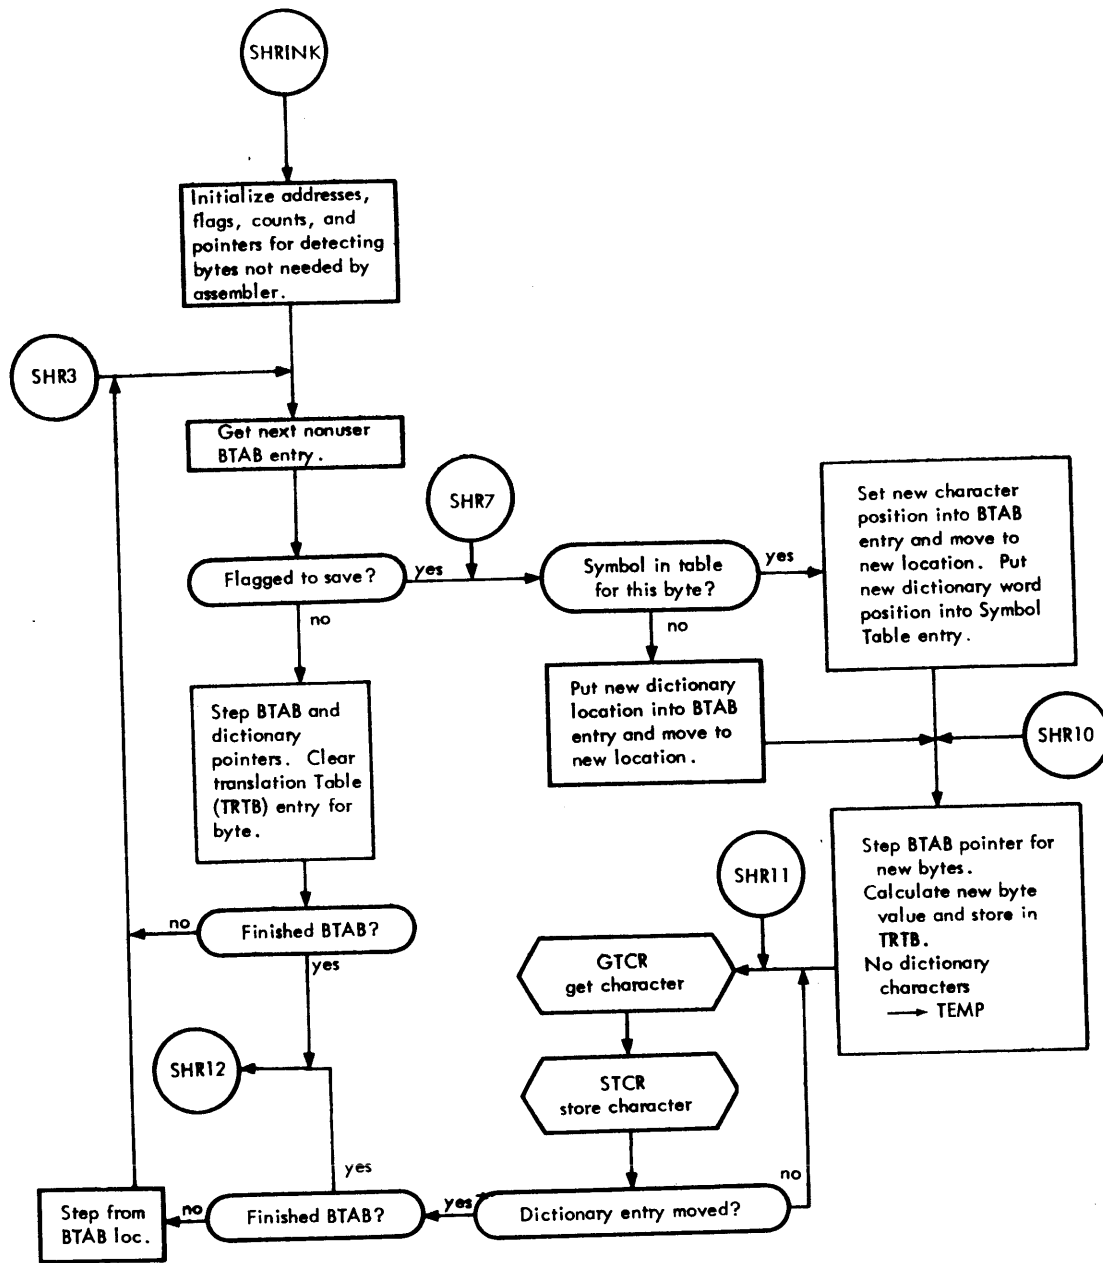 SHRINK
Initialize addresses,
flags, counts, and
pointers for detecting
bytes not needed by
assembler.
SHR3
Get next nonuser
BTAB entry.
SHR7
Flagged to save?
yes
no
Symbol in table
for this byte?
yes
no
Set new character
position into BTAB
entry and move to
new location. Put
new dictionary word
position into Symbol
Table entry.
Put new dictionary
location into BTAB
entry and move to
new location.
SHR10
Step BTAB and
dictionary
pointers. Clear
translation Table
(TRTB) entry for
byte.
Step BTAB pointer for
new bytes.
Calculate new byte
value and store in
TRTB.
No dictionary
characters
→ TEMP
SHR11
no
Finished BTAB?
yes
GTCR
get character
STCR
store character
SHR12
yes
no
Step from
BTAB loc.
no
Finished BTAB?
yes
Dictionary entry moved?